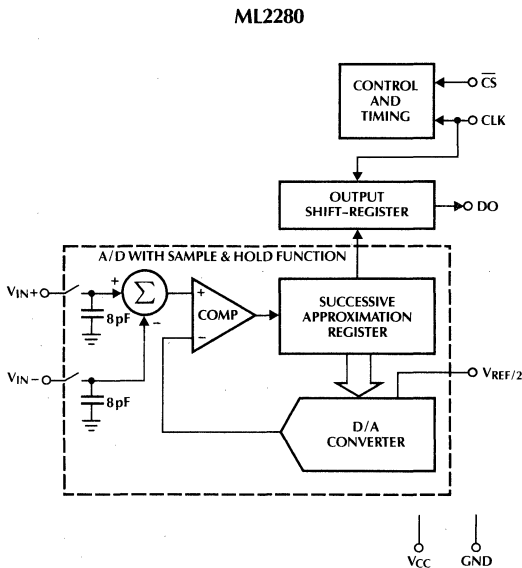 ML2280
CONTROL
AND
TIMING
C̅S̅
CLK
OUTPUT
SHIFT–REGISTER
DO
A/D WITH SAMPLE & HOLD FUNCTION
VIN+
+
Σ
–
8pF
+
COMP
–
SUCCESSIVE
APPROXIMATION
REGISTER
VIN–
8pF
VREF/2
D/A
CONVERTER
VCC
GND